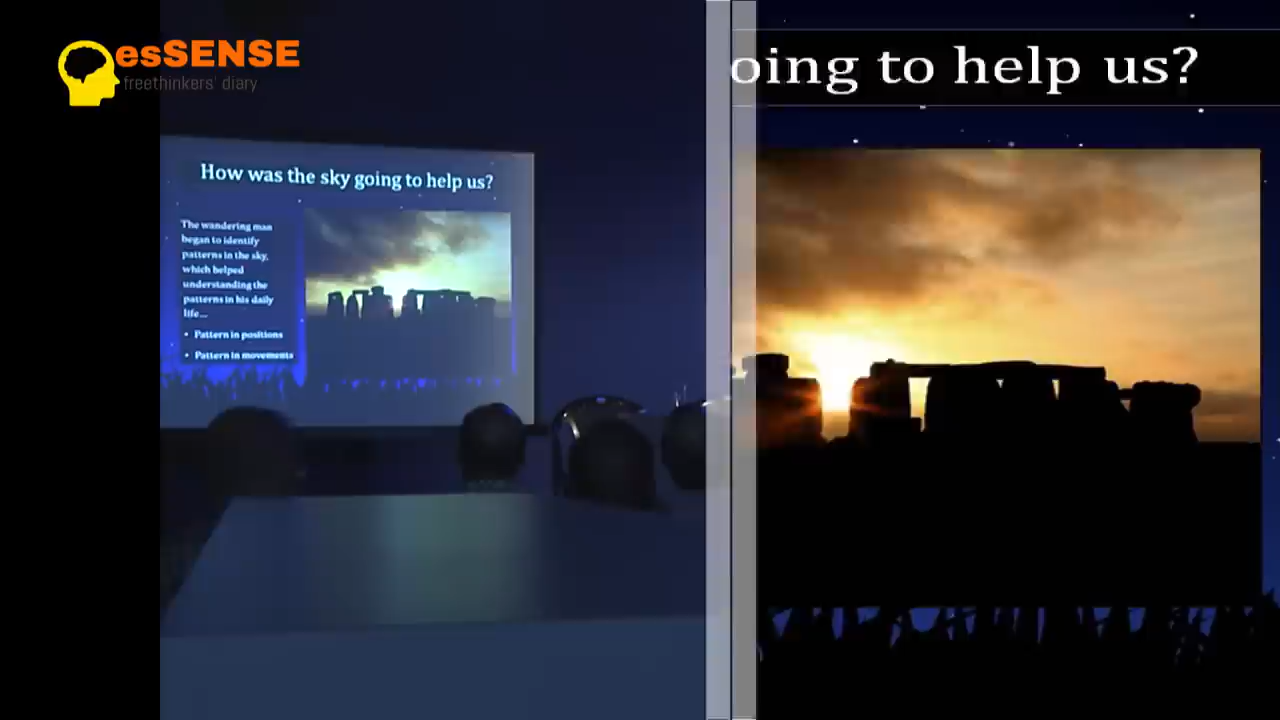 esSENSE
freethinkers' diary
How was the sky going to help us?
The wandering man
began to identify
patterns in the sky,
which helped
understanding the
patterns in his daily
life...
• Pattern in positions
• Pattern in movements
oing to help us?